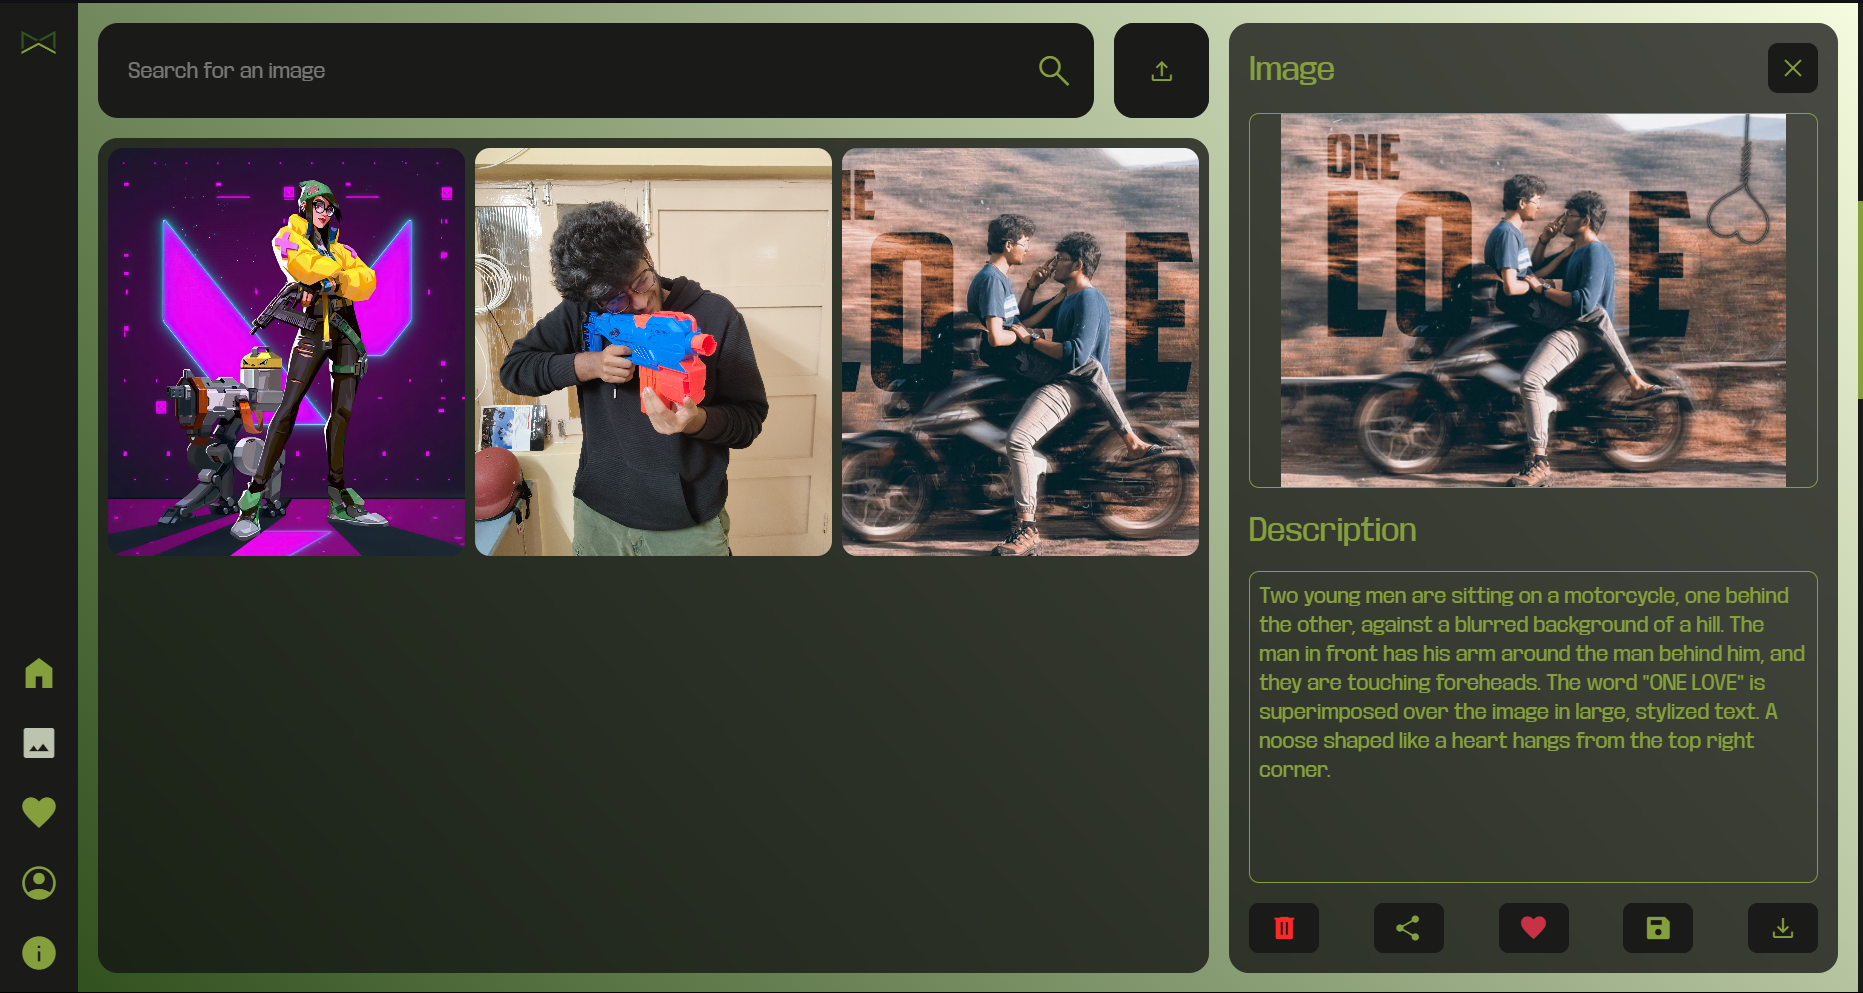 Search for an image
IE
LO E
Image
ONE
LO E
Description
Two young men are sitting on a motorcycle, one behind
the other, against a blurred background of a hill. The
man in front has his arm around the man behind him, and
they are touching foreheads. The word "ONE LOVE" is
superimposed over the image in large, stylized text. A
noose shaped like a heart hangs from the top right
corner.